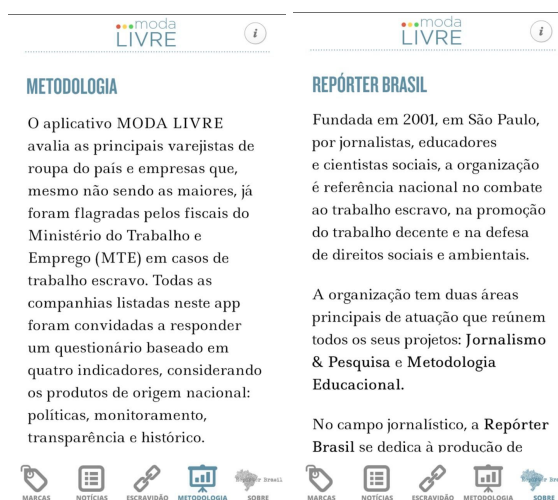 moda
LIVRE
i
METODOLOGIA
O aplicativo MODA LIVRE
avalia as principais varejistas de
roupa do país e empresas que,
mesmo não sendo as maiores, já
foram flagradas pelos fiscais do
Ministério do Trabalho e
Emprego (MTE) em casos de
trabalho escravo. Todas as
companhias listadas neste app
foram convidadas a responder
um questionário baseado em
quatro indicadores, considerando
os produtos de origem nacional:
políticas, monitoramento,
transparência e histórico.
MARCAS
NOTÍCIAS
ESCRAVIDÃO
METODOLOGIA
SOBRE
moda
LIVRE
i
REPÓRTER BRASIL
Fundada em 2001, em São Paulo,
por jornalistas, educadores
e cientistas sociais, a organização
é referência nacional no combate
ao trabalho escravo, na promoção
do trabalho decente e na defesa
de direitos sociais e ambientais.
A organização tem duas áreas
principais de atuação que reúnem
todos os seus projetos: Jornalismo
& Pesquisa e Metodologia
Educacional.
No campo jornalístico, a Repórter
Brasil se dedica à produção de
MARCAS
NOTÍCIAS
ESCRAVIDÃO
METODOLOGIA
SOBRE